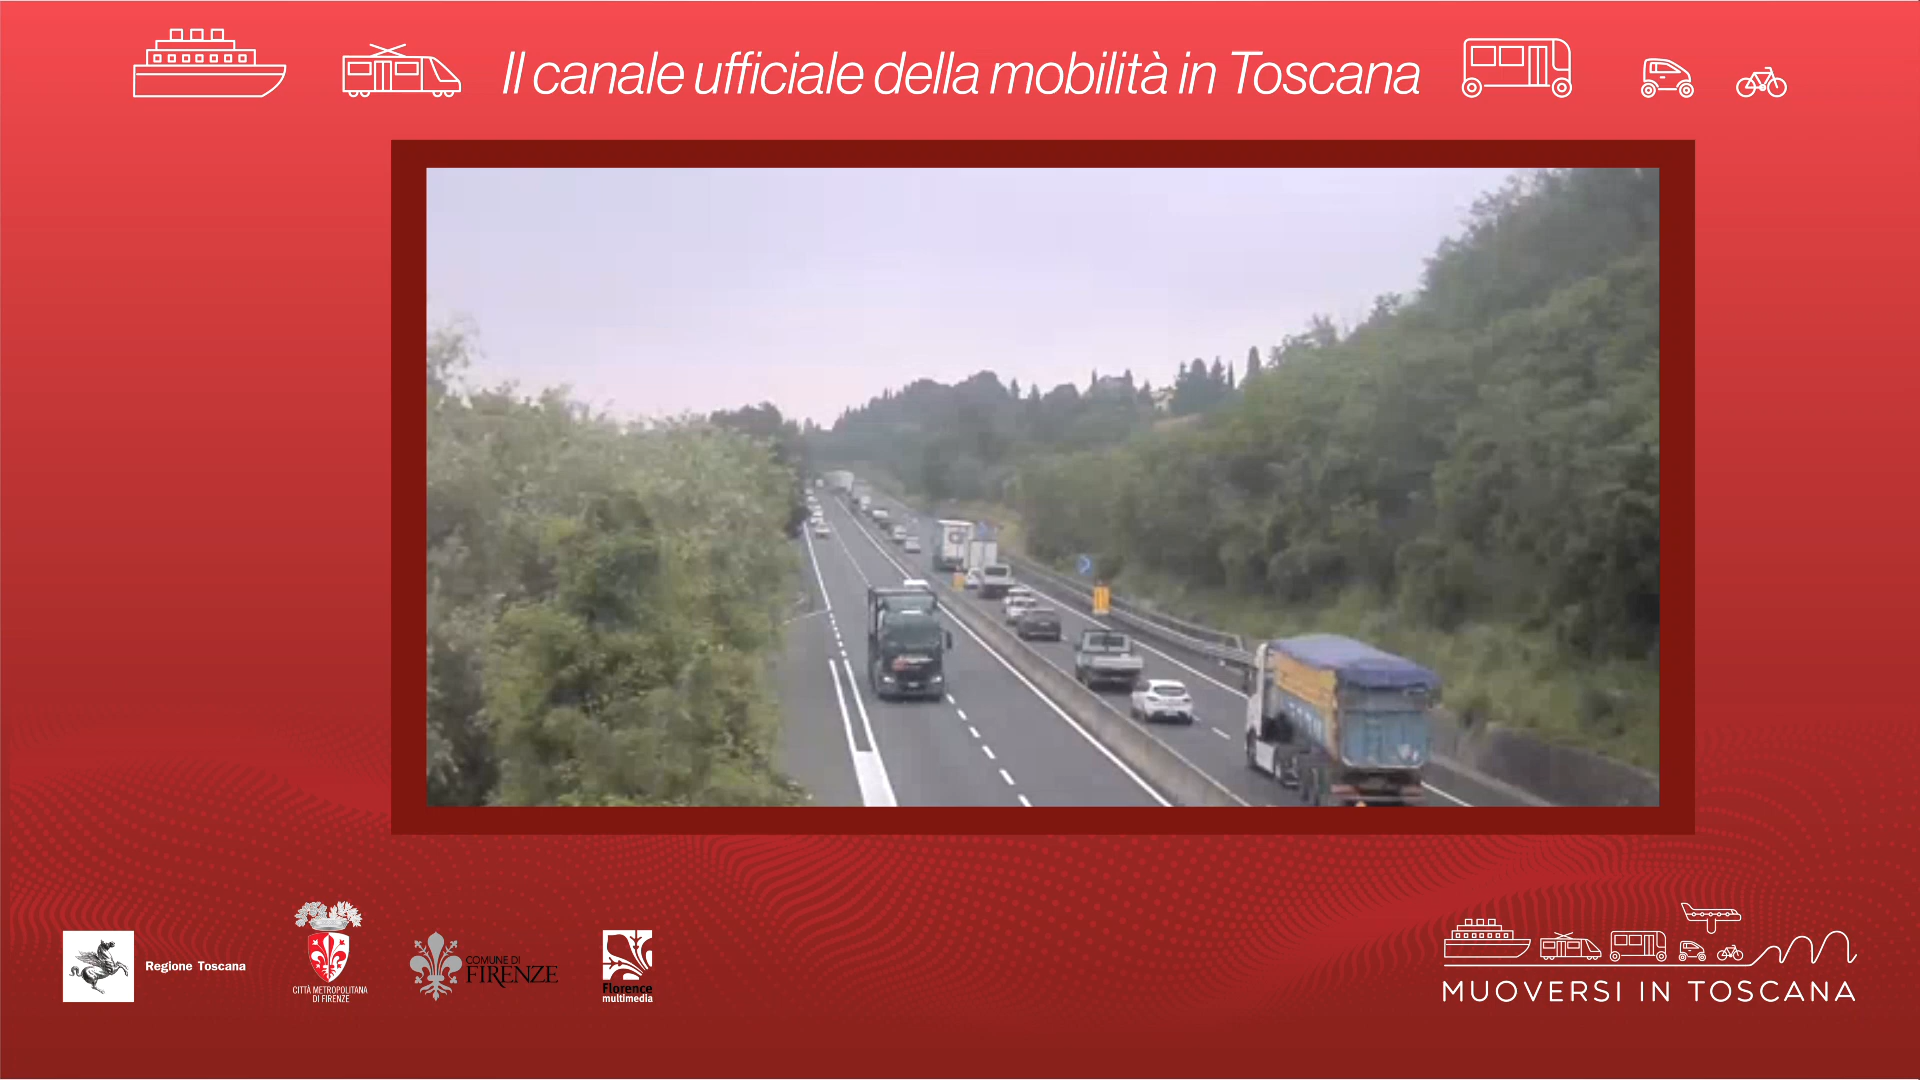 Il canale ufficiale della mobilità in Toscana
Regione Toscana
CITTÀ METROPOLITANA
DI FIRENZE
COMUNE DI
FIRENZE
Florence
multimedia
MUOVERSI IN TOSCANA